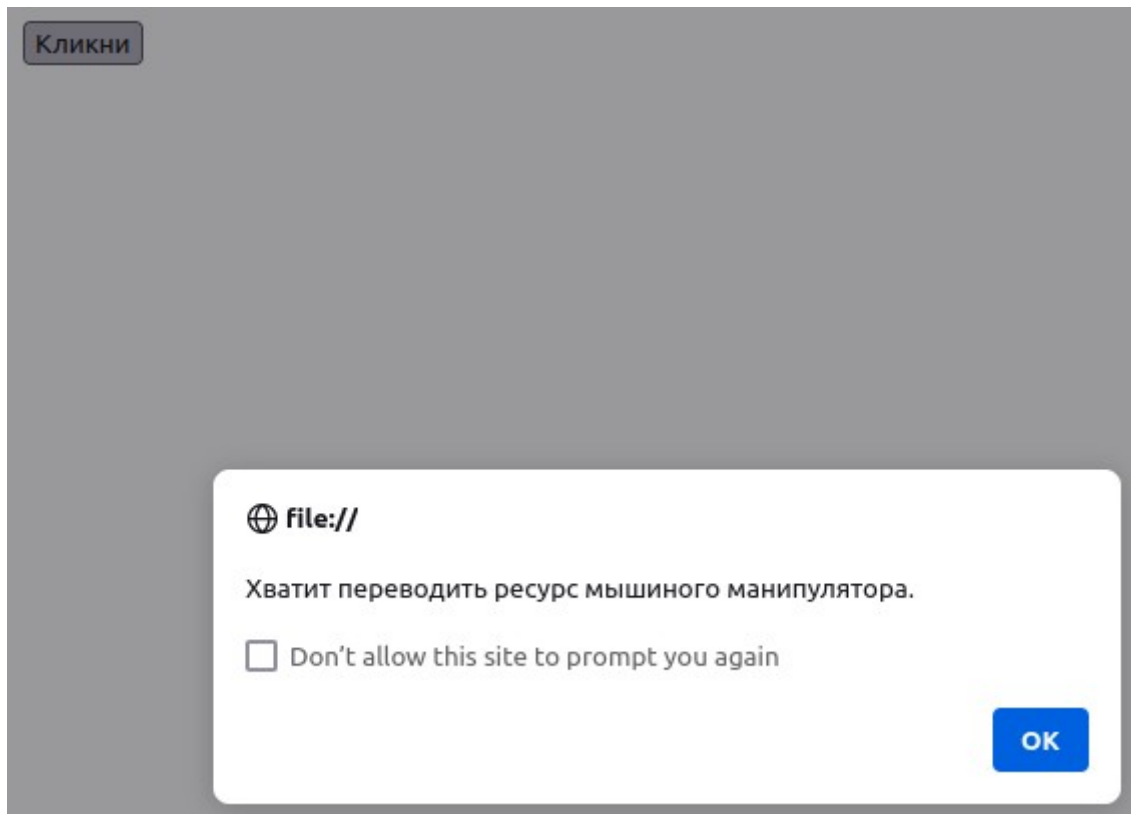 Кликни
file://
Хватит переводить ресурс мышиного манипулятора.
Don’t allow this site to prompt you again
OK